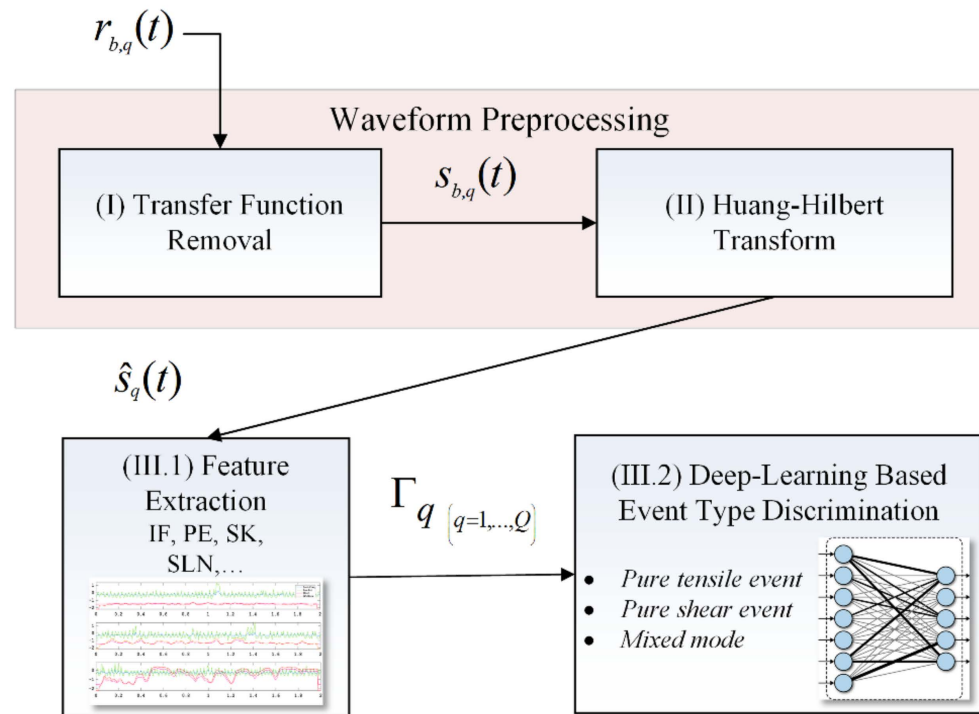 r_{b,q}(t)
Waveform Preprocessing
(I) Transfer Function
Removal
s_{b,q}(t)
(II) Huang-Hilbert
Transform
ŝ_q(t)
(III.1) Feature
Extraction
IF, PE, SK,
SLN,…
Γ_{q (q=1,…,Q)}
(III.2) Deep-Learning Based
Event Type Discrimination
• Pure tensile event
• Pure shear event
• Mixed mode